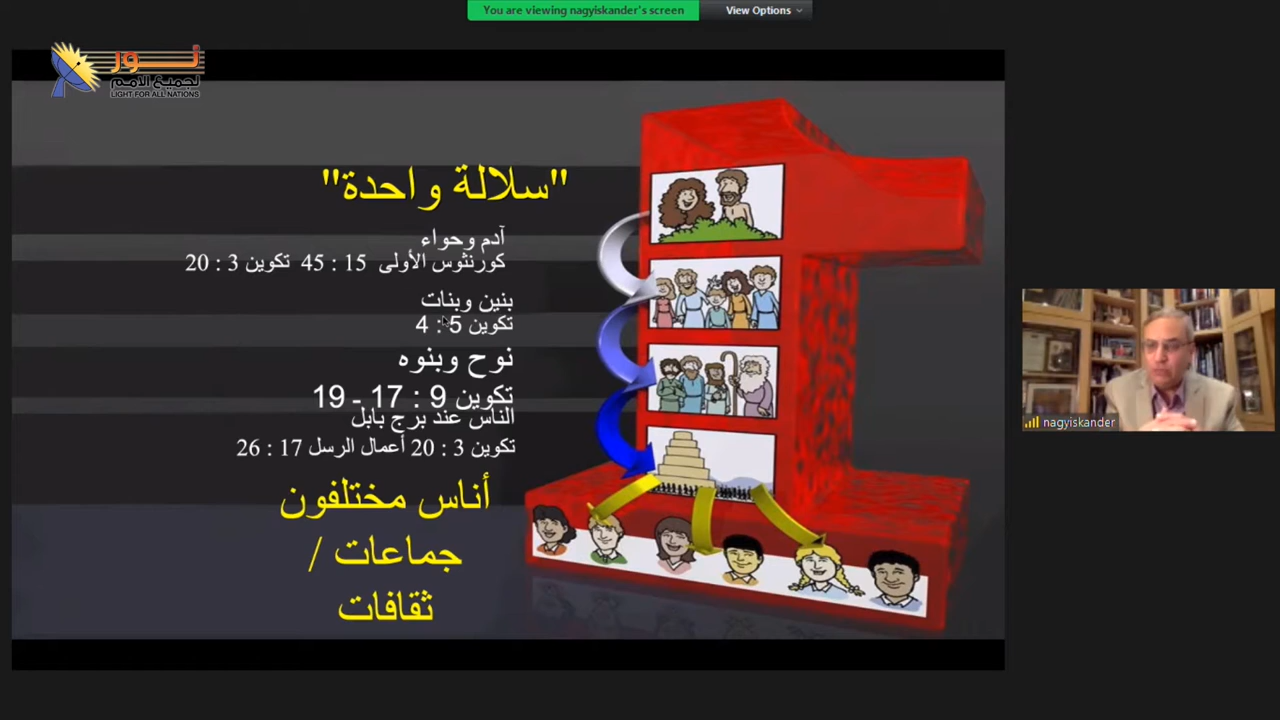 You are viewing nagyiskander's screen
View Options
نور
لجميع الامم
LIGHT FOR ALL NATIONS
"سلالة واحدة"
آدم وحواء
كورنثوس الأولى 15 : 45 تكوين 3 : 20
بنين وبنات
تكوين 5 : 4
نوح وبنوه
تكوين 9 : 17 - 19
الناس عند برج بابل
تكوين 3 : 20 أعمال الرسل 17 : 26
أناس مختلفون
جماعات /
ثقافات
nagyiskander